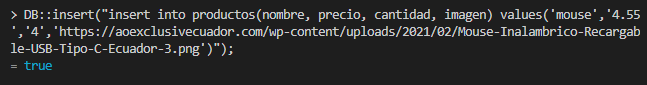 > DB::insert("insert into productos(nombre, precio, cantidad, imagen) values('mouse','4.55
','4','https://aoexclusivecuador.com/wp-content/uploads/2021/02/Mouse-Inalambrico-Recargab
le-USB-Tipo-C-Ecuador-3.png')");
= true